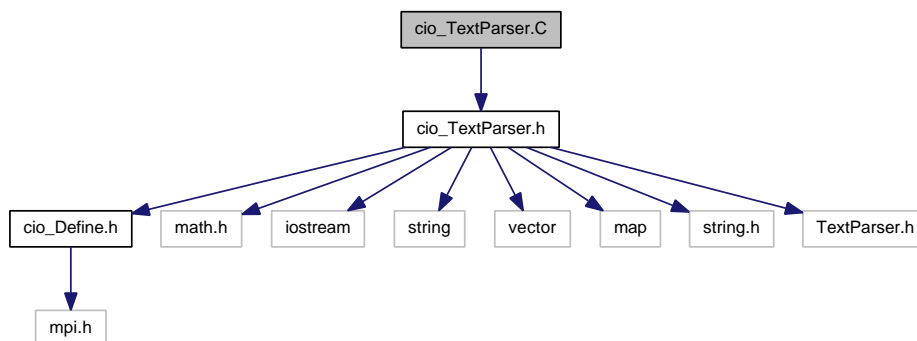 cio_TextParser.C
cio_TextParser.h
cio_Define.h
math.h
iostream
string
vector
map
string.h
TextParser.h
mpi.h